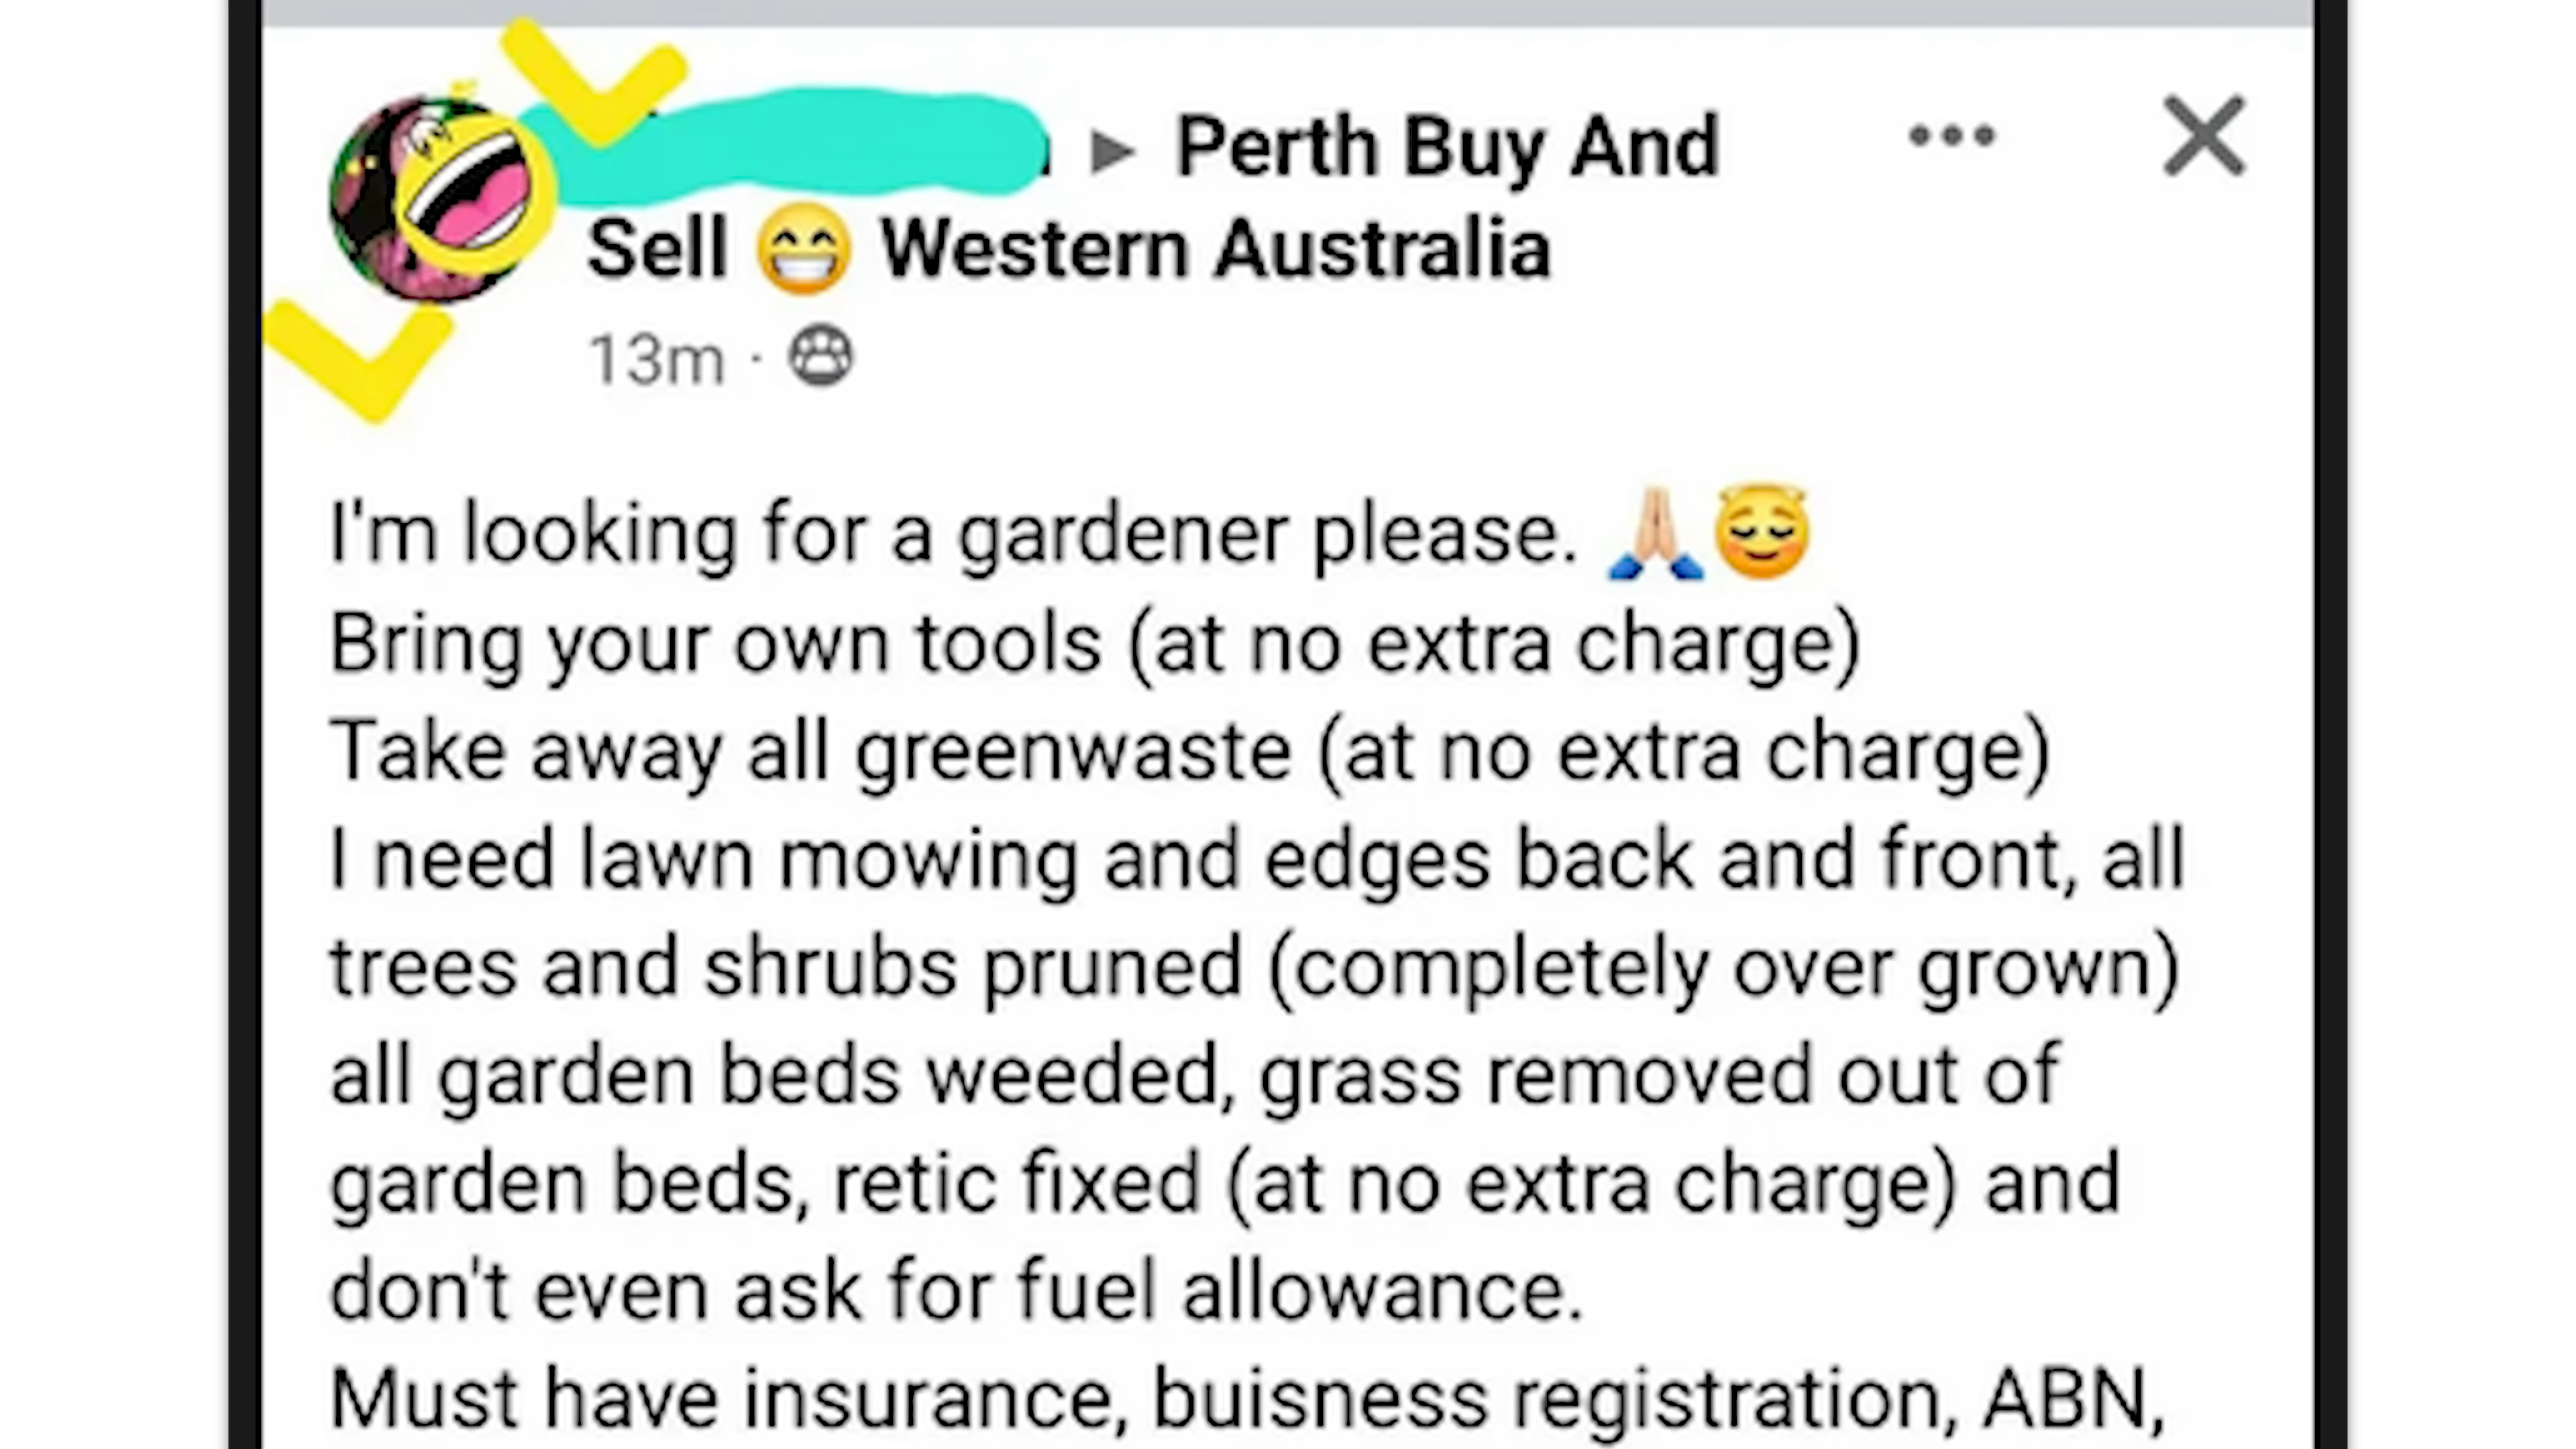 Perth Buy And
Sell 😁 Western Australia
13m ·
I'm looking for a gardener please. 🙏🏼😇
Bring your own tools (at no extra charge)
Take away all greenwaste (at no extra charge)
I need lawn mowing and edges back and front, all
trees and shrubs pruned (completely over grown)
all garden beds weeded, grass removed out of
garden beds, retic fixed (at no extra charge) and
don't even ask for fuel allowance.
Must have insurance, buisness registration, ABN,